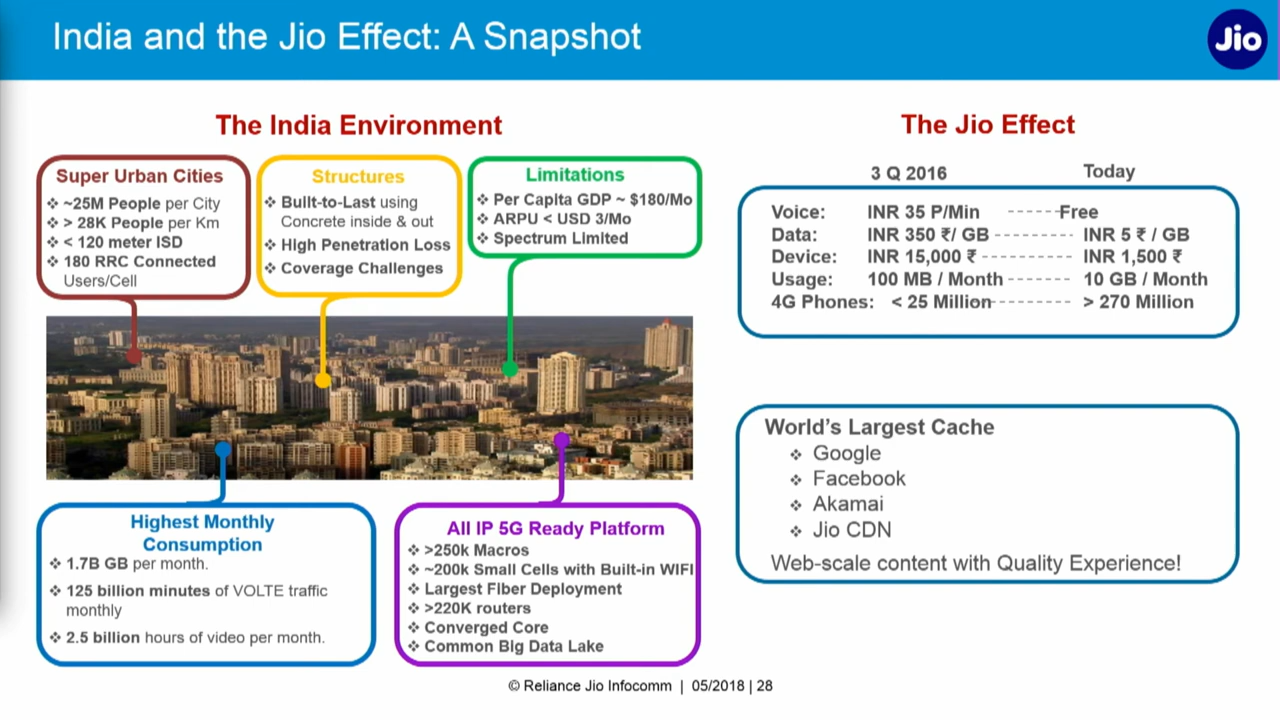 India and the Jio Effect: A Snapshot
Jio
The India Environment
Super Urban Cities
❖ ~25M People per City
❖ > 28K People per Km
❖ < 120 meter ISD
❖ 180 RRC Connected
Users/Cell
Structures
❖ Built-to-Last using
Concrete inside & out
❖ High Penetration Loss
❖ Coverage Challenges
Limitations
❖ Per Capita GDP ~ $180/Mo
❖ ARPU < USD 3/Mo
❖ Spectrum Limited
Highest Monthly
Consumption
❖ 1.7B GB per month.
❖ 125 billion minutes of VOLTE traffic
monthly
❖ 2.5 billion hours of video per month.
All IP 5G Ready Platform
❖ >250k Macros
❖ ~200k Small Cells with Built-in WIFI
❖ Largest Fiber Deployment
❖ >220K routers
❖ Converged Core
❖ Common Big Data Lake
The Jio Effect
3 Q 2016 Today
Voice: INR 35 P/Min -----Free
Data: INR 350 ₹/ GB ---------- INR 5 ₹ / GB
Device: INR 15,000 ₹ ----------- INR 1,500 ₹
Usage: 100 MB / Month ------- 10 GB / Month
4G Phones: < 25 Million---------- > 270 Million
World's Largest Cache
❖ Google
❖ Facebook
❖ Akamai
❖ Jio CDN
Web-scale content with Quality Experience!
© Reliance Jio Infocomm | 05/2018 | 28